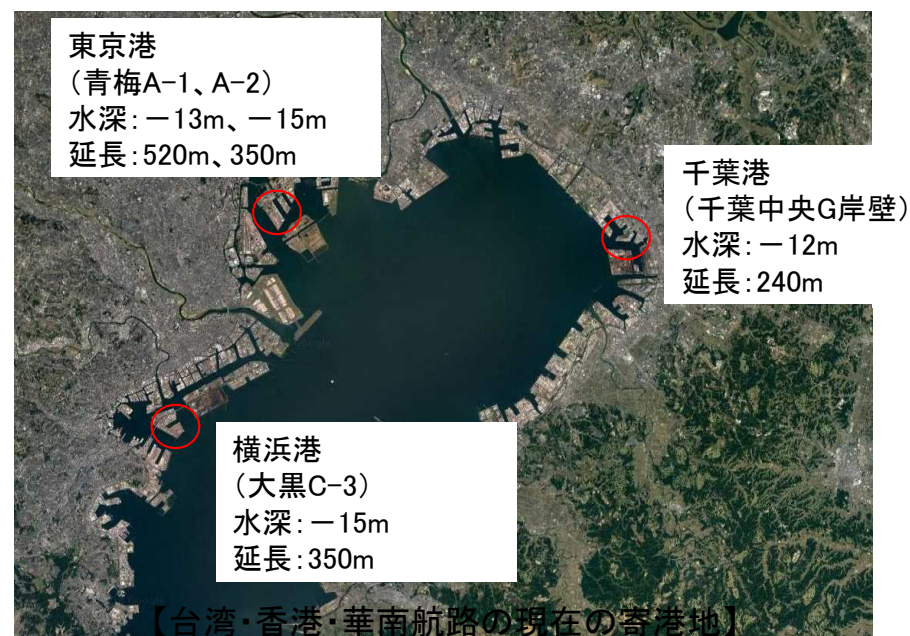 東京港
（青梅A-1、A-2）
水深：－13m、－15m
延長：520m、350m
千葉港
（千葉中央G岸壁）
水深：－12m
延長：240m
横浜港
（大黒C-3）
水深：－15m
延長：350m
【台湾・香港・華南航路の現在の寄港地】